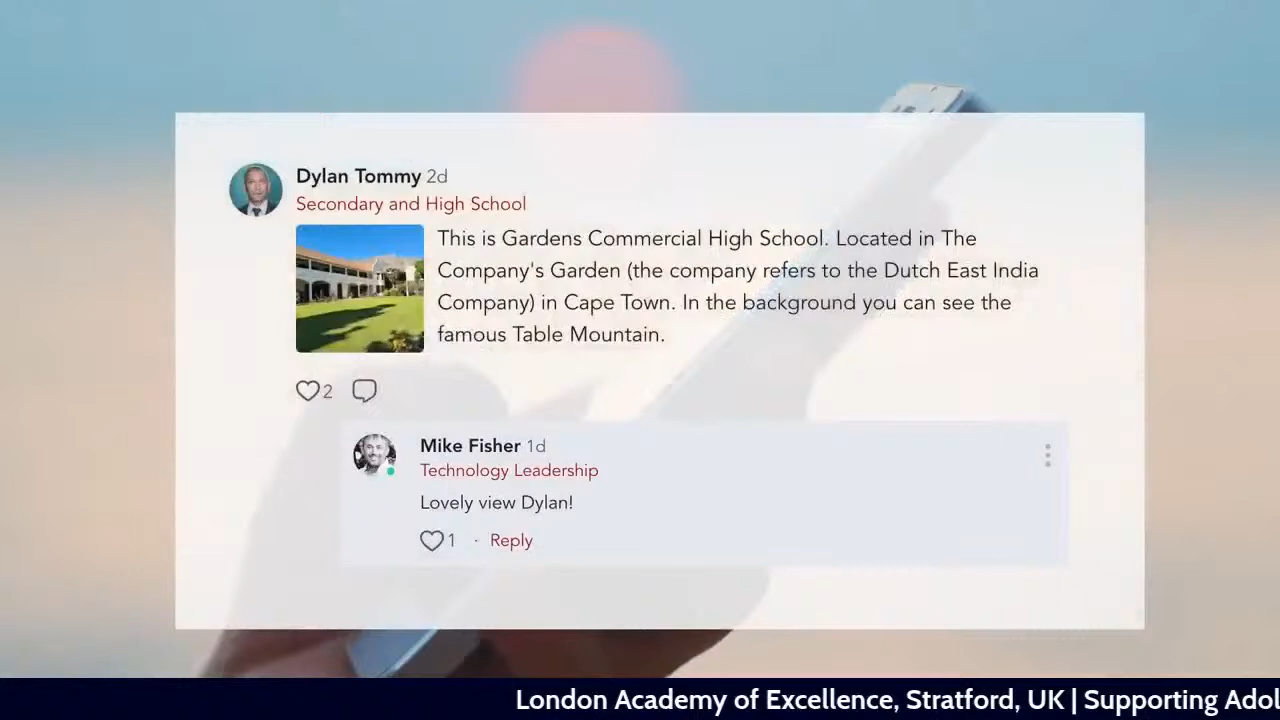 Dylan Tommy 2d
Secondary and High School
This is Gardens Commercial High School. Located in The
Company's Garden (the company refers to the Dutch East India
Company) in Cape Town. In the background you can see the
famous Table Mountain.
2
Mike Fisher 1d
Technology Leadership
Lovely view Dylan!
1 · Reply
London Academy of Excellence, Stratford, UK | Supporting Adol